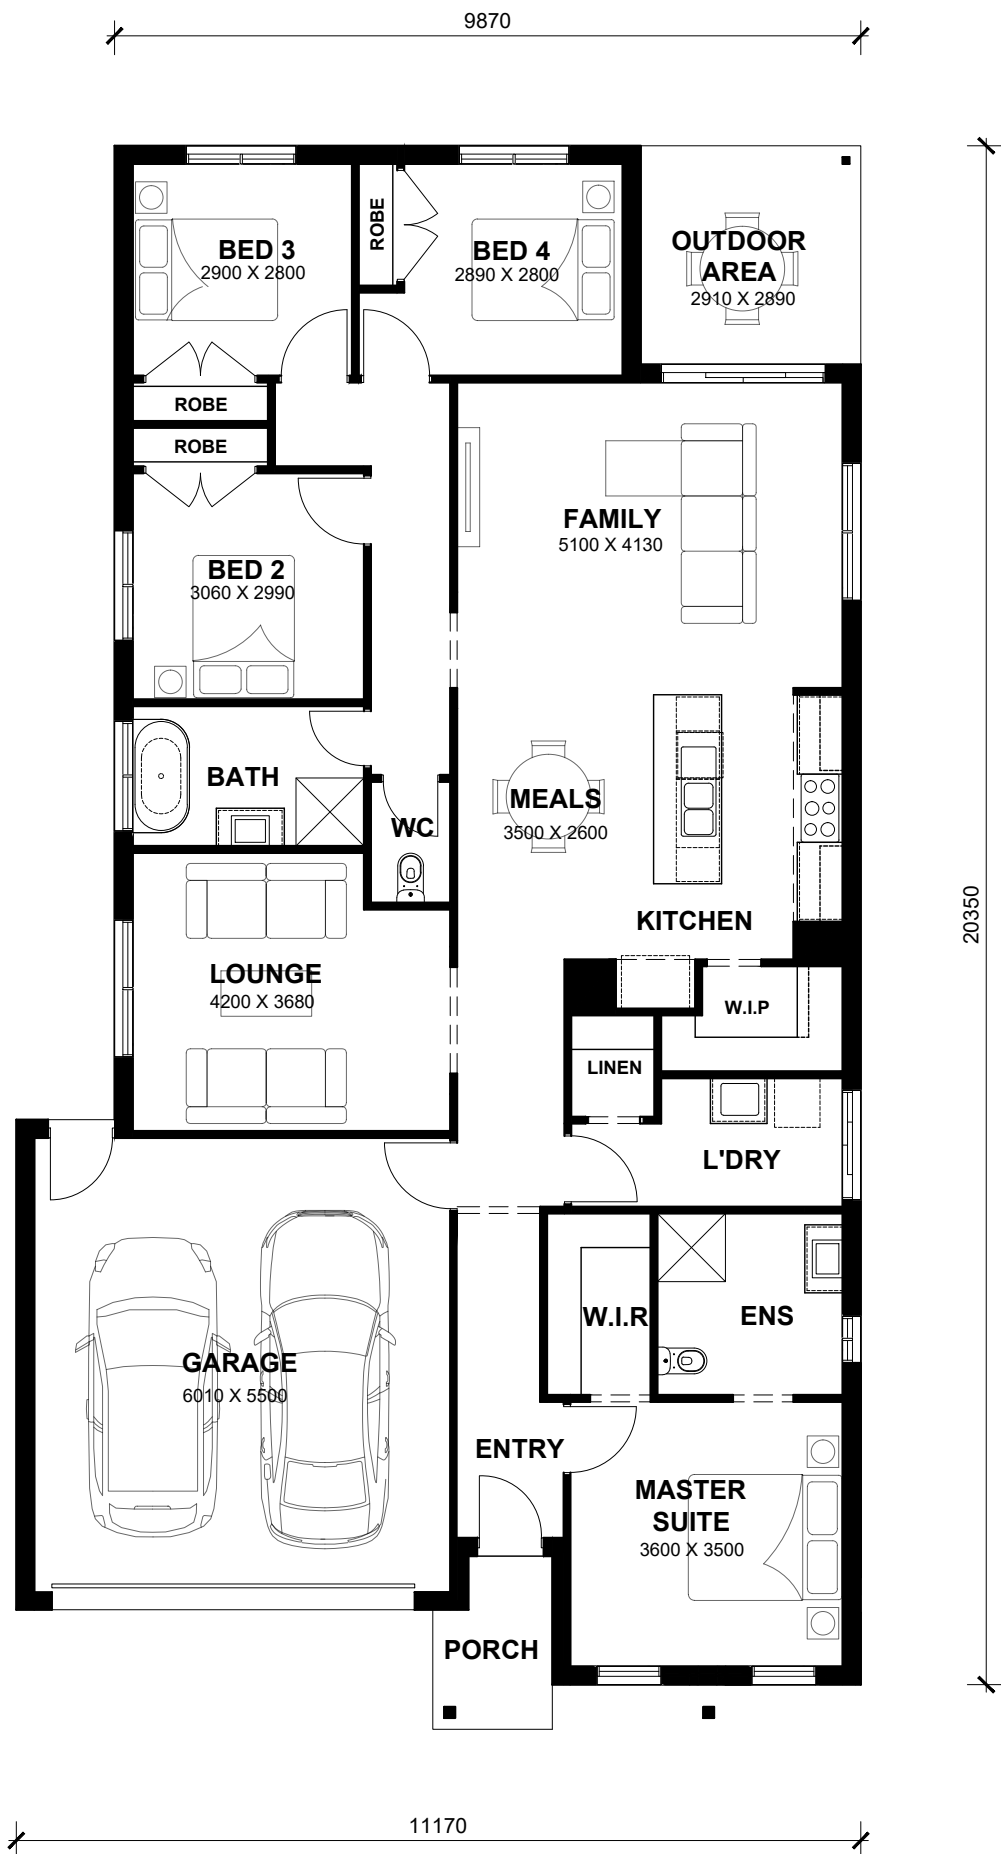 9870
BED 3
2900 X 2800
ROBE
BED 4
2890 X 2800
OUTDOOR
AREA
2910 X 2890
ROBE
ROBE
FAMILY
5100 X 4130
BED 2
3060 X 2990
BATH
WC
MEALS
3500 X 2600
KITCHEN
20350
LOUNGE
4200 X 3680
W.I.P
LINEN
L'DRY
W.I.R
ENS
GARAGE
6010 X 5500
ENTRY
MASTER
SUITE
3600 X 3500
PORCH
11170